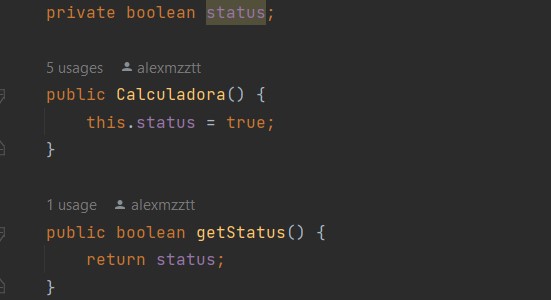 private boolean status;
5 usages alexmzztt
public Calculadora() {
this.status = true;
}
1 usage alexmzztt
public boolean getStatus() {
return status;
}